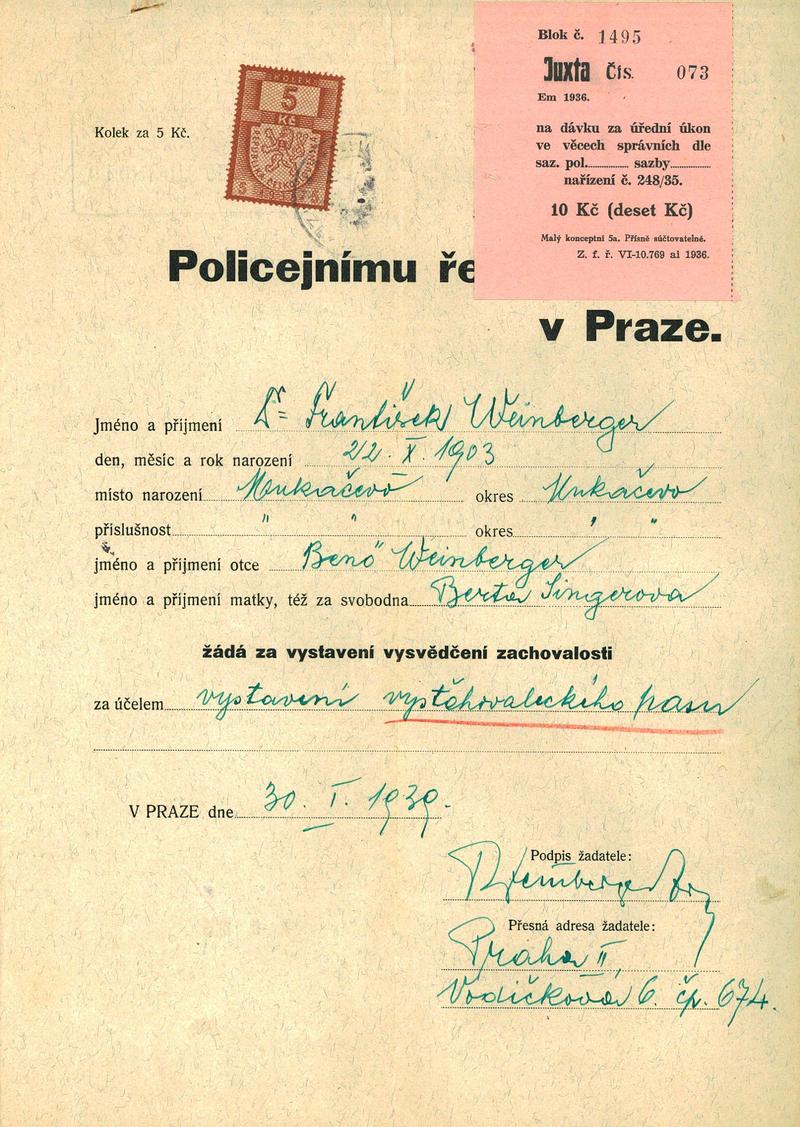 Blok č. 1495
Juxta Čís. 073
Em 1936.
na dávku za úřední úkon
ve věcech správních dle
saz. pol.............. sazby..............
nařízení č. 248/35.
10 Kč (deset Kč)
Malý konceptní 5a. Přísně súčtovatelné.
Z. f. ř. VI-10.769 ai 1936.
Kolek za 5 Kč.
KOLEK
5
Kč
Policejnímu ře
v Praze.
Jméno a příjmení Dr= František Weinberger
den, měsíc a rok narození 22. X. 1903
místo narození Mukačevo okres Mukačevo
příslušnost " " okres " "
jméno a příjmení otce Benö Weinberger
jméno a příjmení matky, též za svobodna Berta Singerova
žádá za vystavení vysvědčení zachovalosti
za účelem vystavení vystěhovaleckého pasu
V PRAZE dne 30. I. 1939.
Podpis žadatele:
Přesná adresa žadatele:
Praha II,
Vodičkova 6. čp. 674.